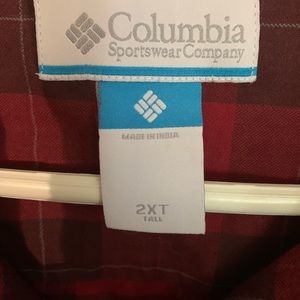 Columbia
Sportswear Company
MADE IN INDIA
2XT
TALL